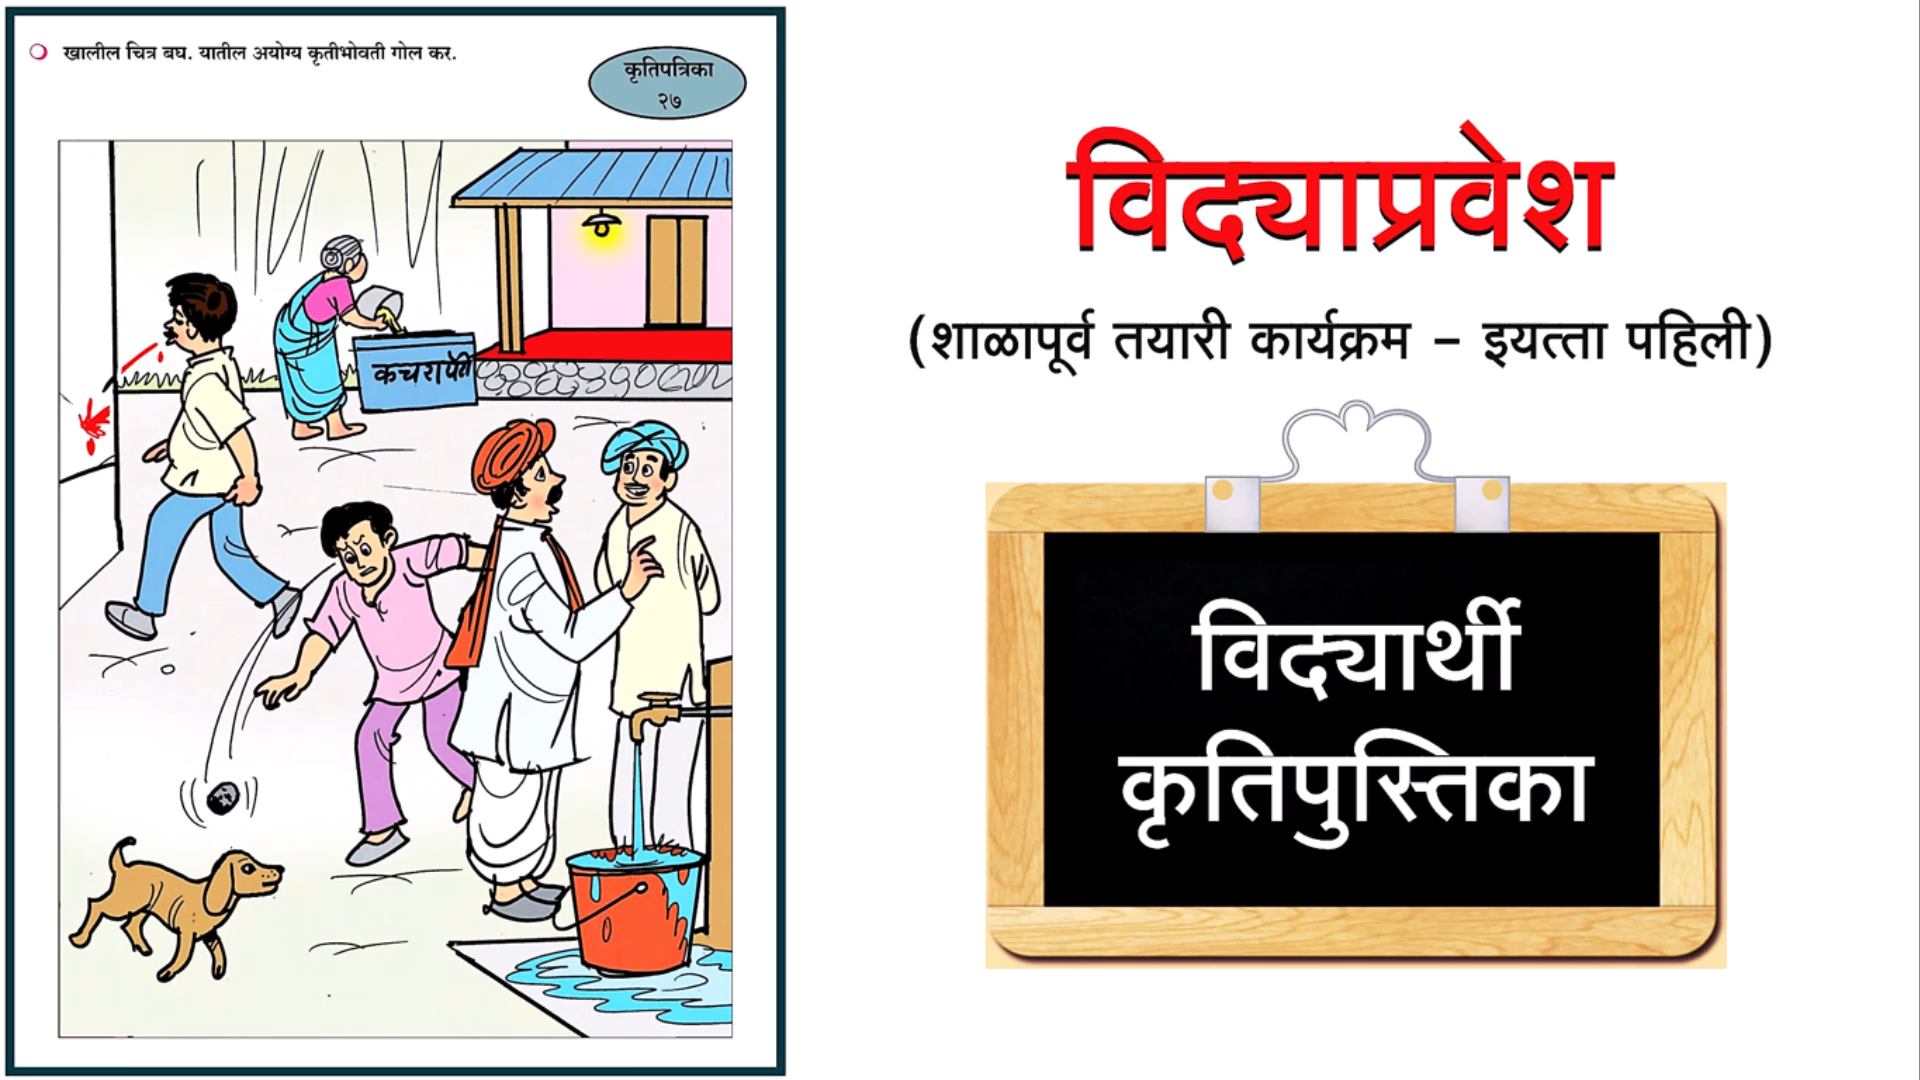 खालील चित्र बघ. यातील अयोग्य कृतीभोवती गोल कर.
कृतिपत्रिका
२७
कचरापेटी
विद्याप्रवेश
(शाळापूर्व तयारी कार्यक्रम – इयत्ता पहिली)
विद्यार्थी
कृतिपुस्तिका